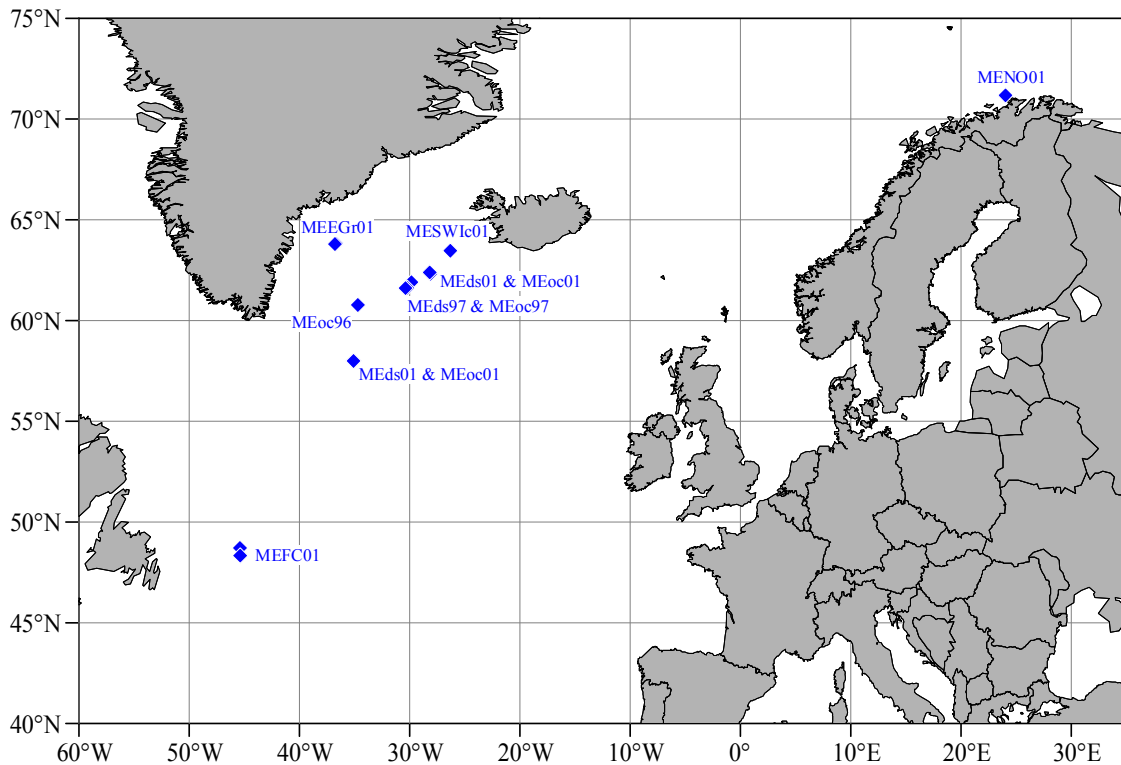 75°N
MENO01
70°N
65°N
MEEGr01
MESWIc01
MEds01 & MEoc01
MEds97 & MEoc97
60°N
MEoc96
MEds01 & MEoc01
55°N
50°N
MEFC01
45°N
40°N
60°W 50°W 40°W 30°W 20°W 10°W 0° 10°E 20°E 30°E